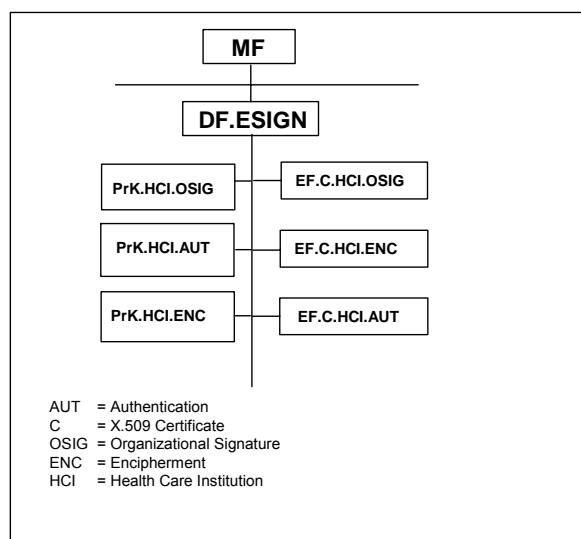 MF
DF.ESIGN
PrK.HCI.OSIG
EF.C.HCI.OSIG
PrK.HCI.AUT
EF.C.HCI.ENC
PrK.HCI.ENC
EF.C.HCI.AUT
AUT = Authentication
C = X.509 Certificate
OSIG = Organizational Signature
ENC = Encipherment
HCI = Health Care Institution